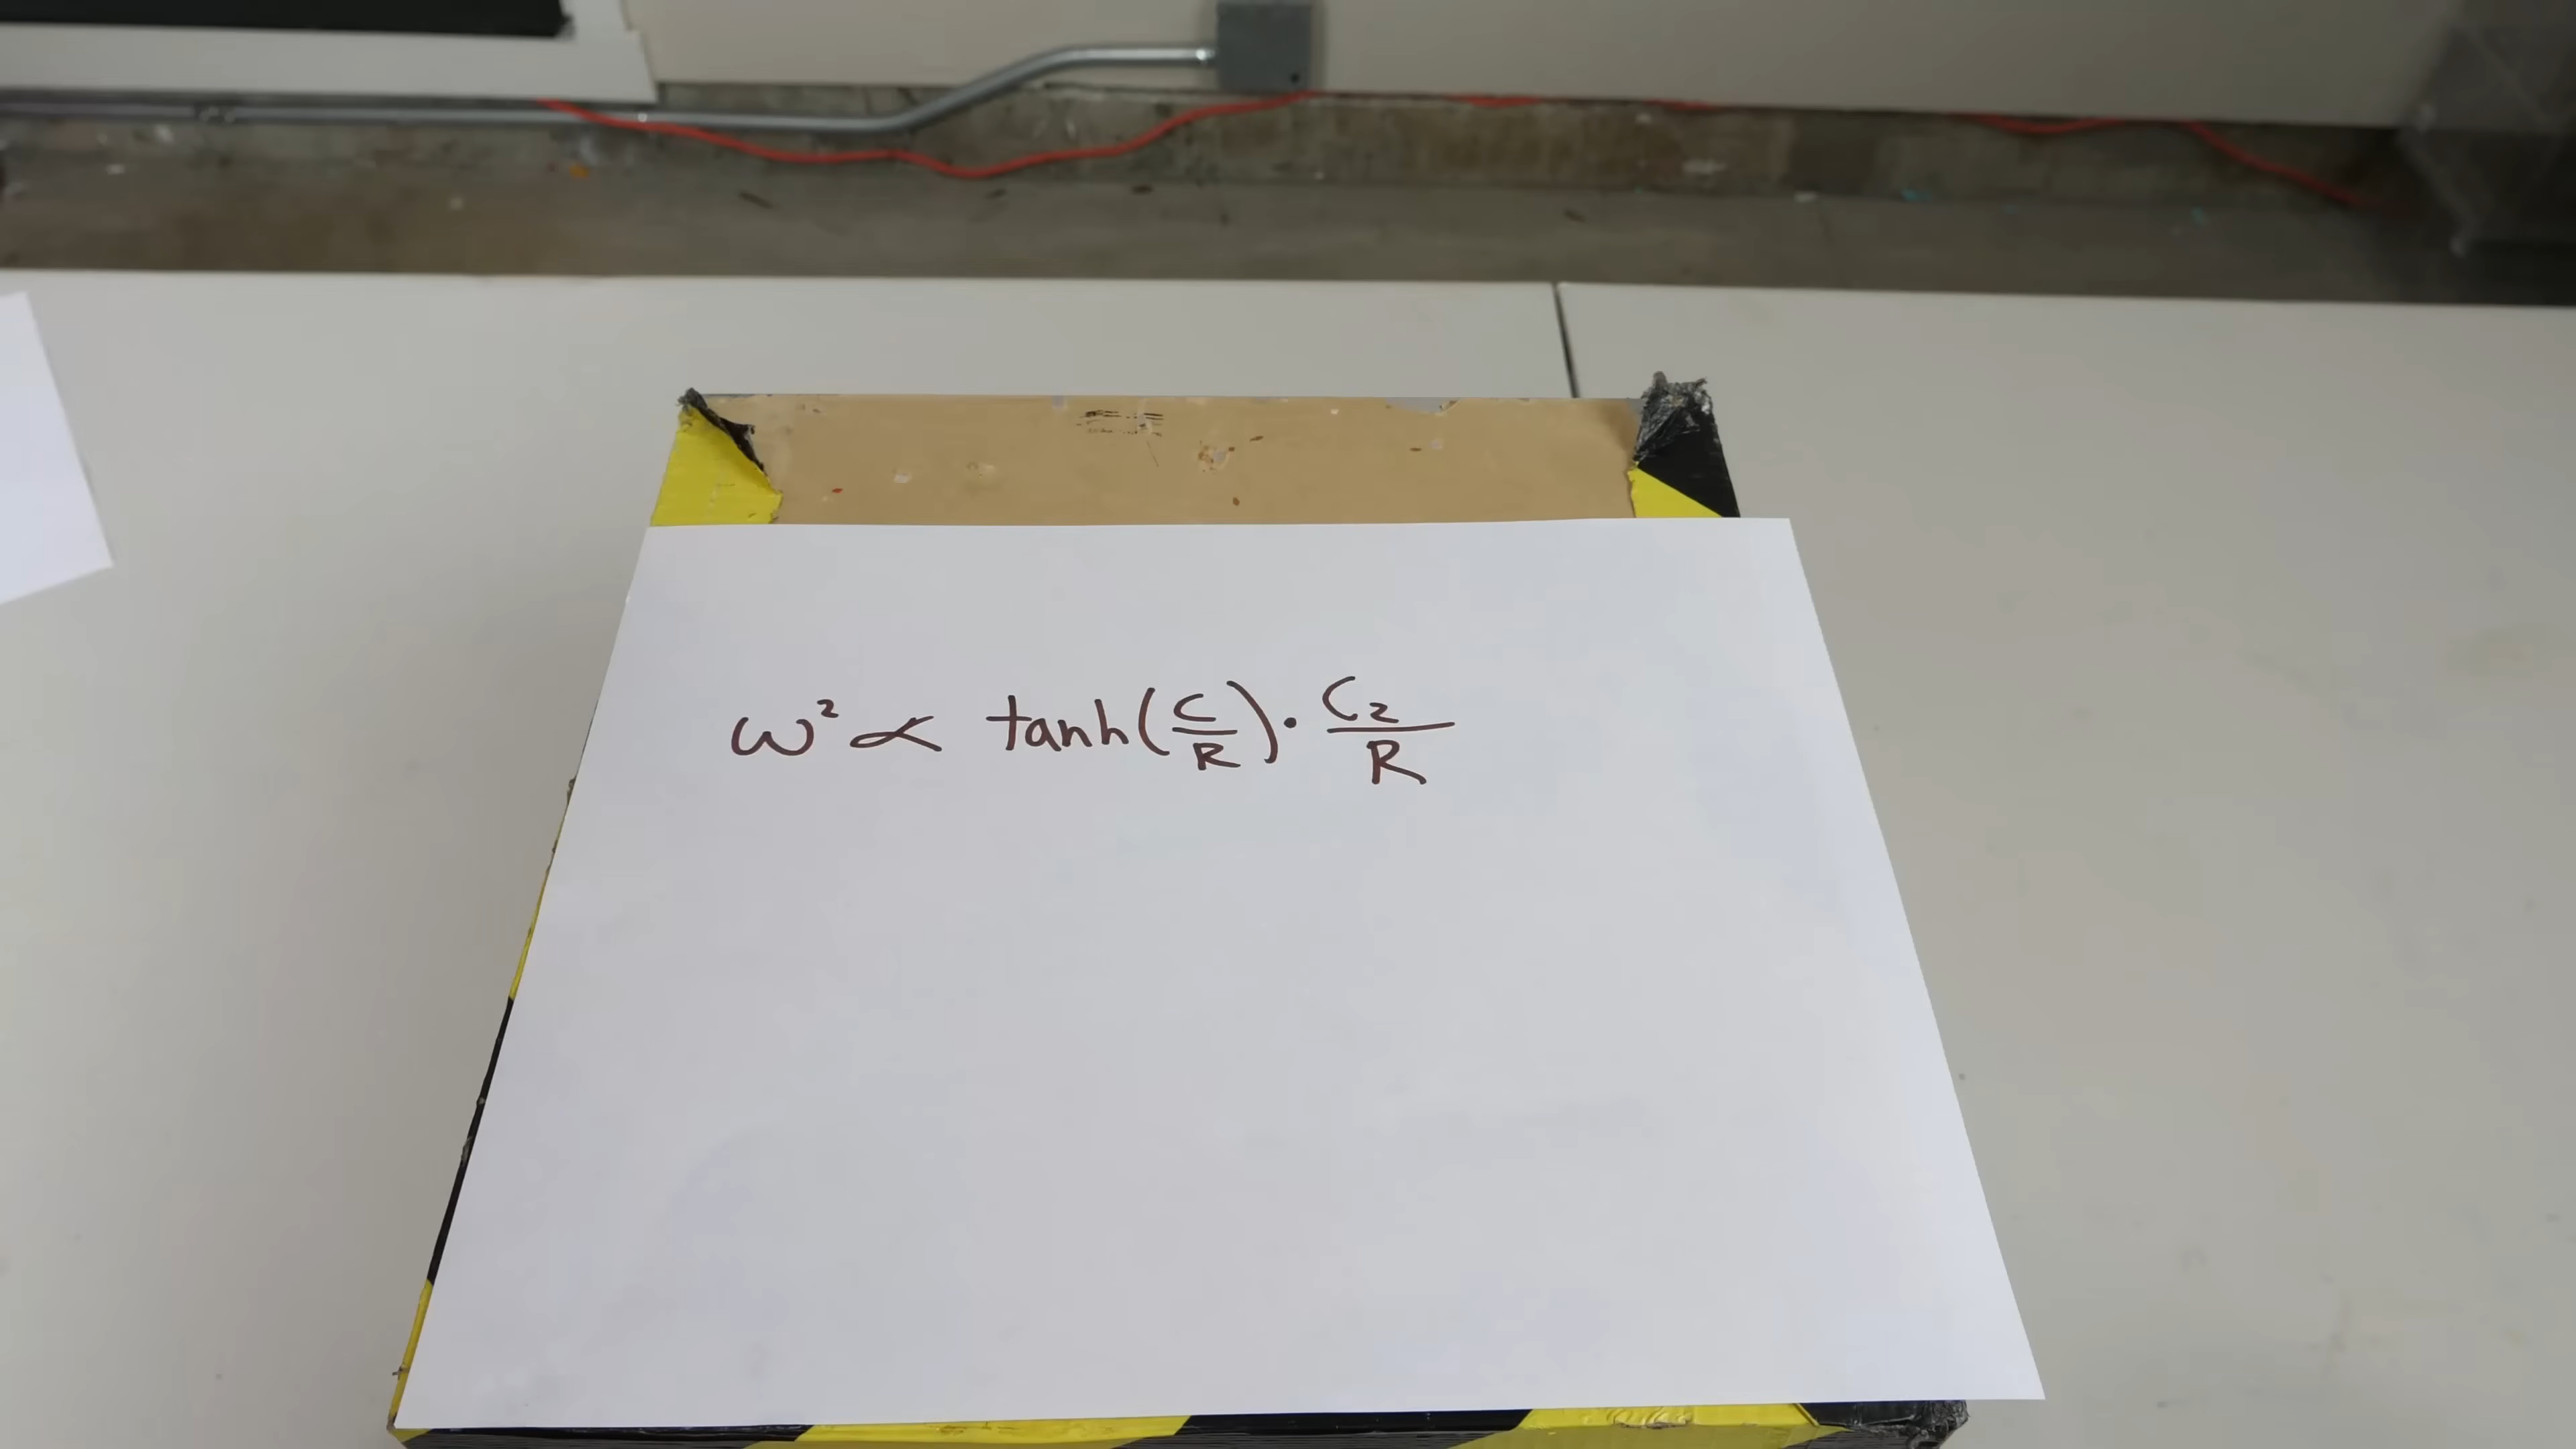 ω² ∝ tanh(C/R) · C₂/R